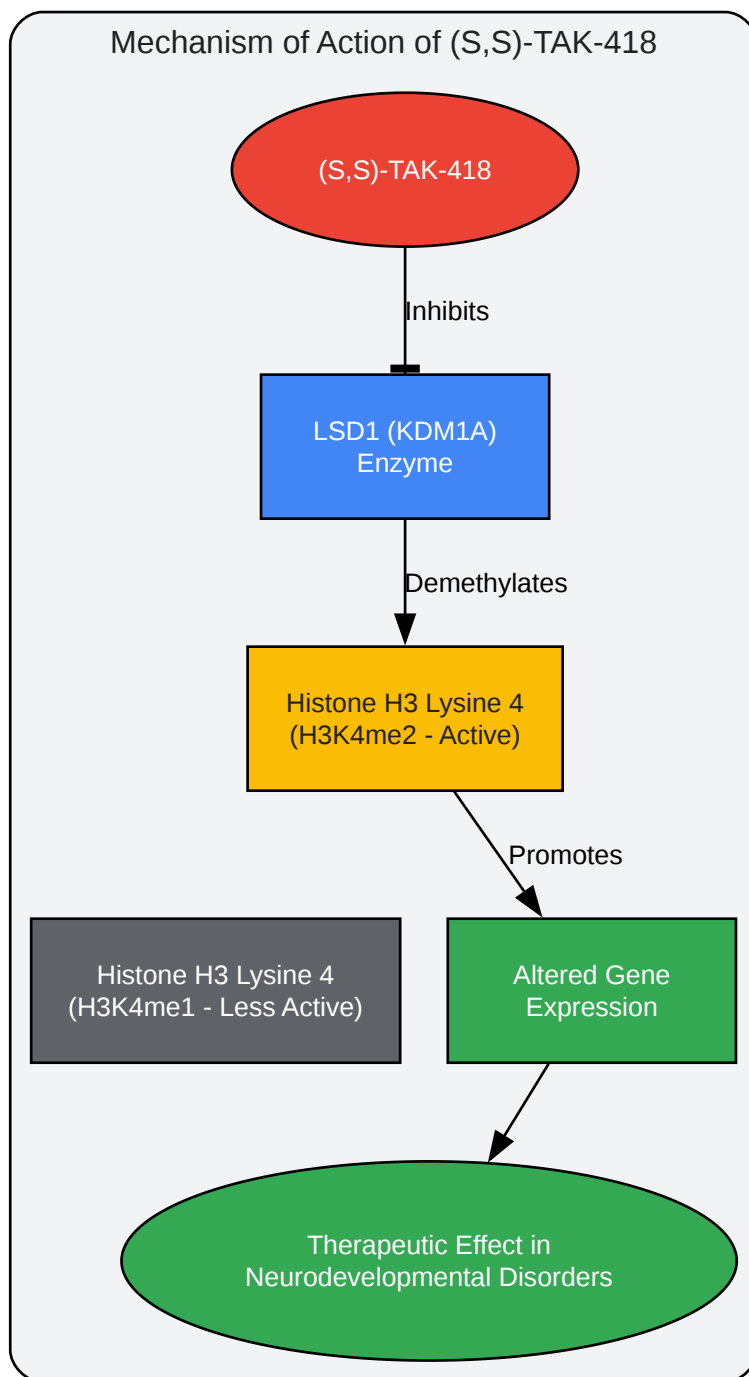 Mechanism of Action of (S,S)-TAK-418
(S,S)-TAK-418
Inhibits
LSD1 (KDM1A)
Enzyme
Demethylates
Histone H3 Lysine 4
(H3K4me2 - Active)
Promotes
Histone H3 Lysine 4
(H3K4me1 - Less Active)
Altered Gene
Expression
Therapeutic Effect in
Neurodevelopmental Disorders